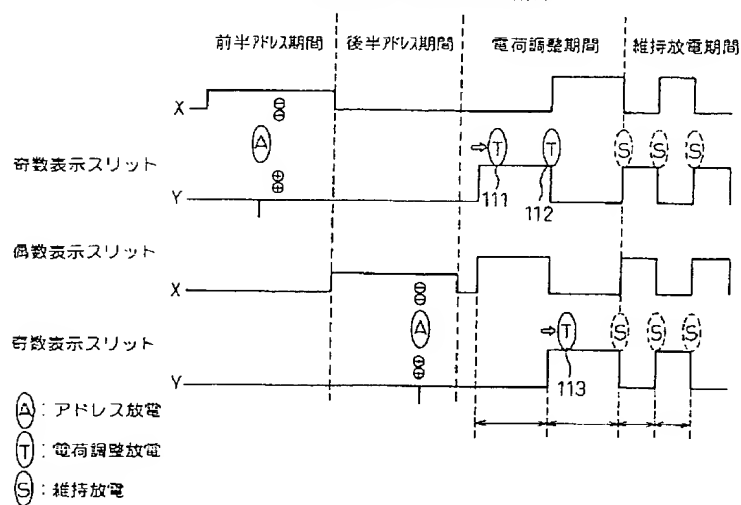 前半アドレス期間 後半アドレス期間 電荷調整期間 維持放電期間
X
奇数表示スリット A ⇨ T T S S S
111 112
Y
偶数表示スリット
X
奇数表示スリット A ⇨ T S S S
113
Y
A : アドレス放電
T : 電荷調整放電
S : 維持放電